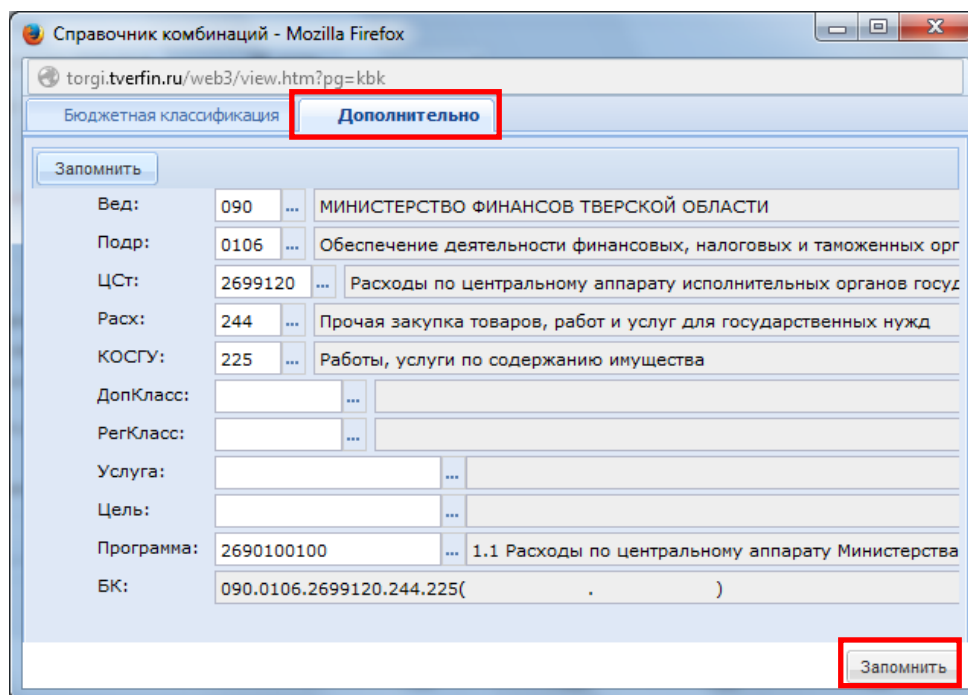 Справочник комбинаций - Mozilla Firefox
torgi.tverfin.ru/web3/view.htm?pg=kbk
Бюджетная классификация Дополнительно
Запомнить
Вед: 090 ... МИНИСТЕРСТВО ФИНАНСОВ ТВЕРСКОЙ ОБЛАСТИ
Подр: 0106 ... Обеспечение деятельности финансовых, налоговых и таможенных орг
ЦСт: 2699120 ... Расходы по центральному аппарату исполнительных органов госуд
Расх: 244 ... Прочая закупка товаров, работ и услуг для государственных нужд
КОСГУ: 225 ... Работы, услуги по содержанию имущества
ДопКласс: ...
РегКласс: ...
Услуга: ...
Цель: ...
Программа: 2690100100 ... 1.1 Расходы по центральному аппарату Министерства
БК: 090.0106.2699120.244.225( . )
Запомнить